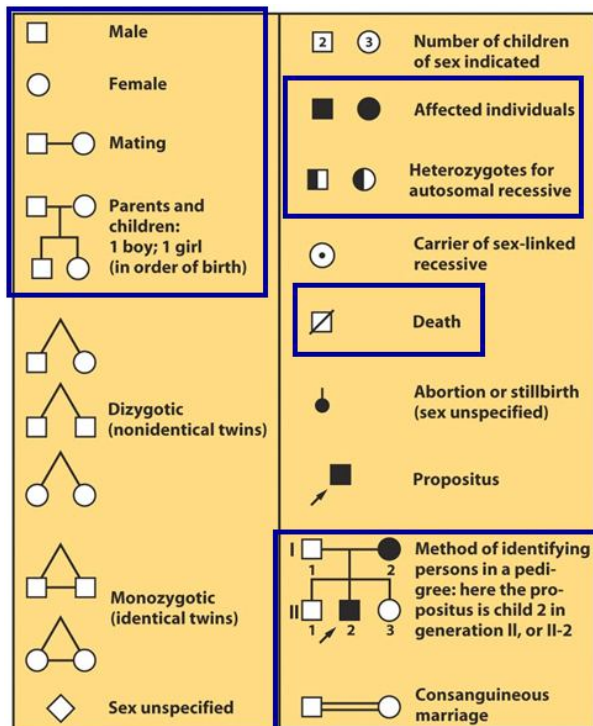 Male
Female
Mating
Parents and
children:
1 boy; 1 girl
(in order of birth)
Dizygotic
(nonidentical twins)
Monozygotic
(identical twins)
Sex unspecified
2 3 Number of children
of sex indicated
Affected individuals
Heterozygotes for
autosomal recessive
Carrier of sex-linked
recessive
Death
Abortion or stillbirth
(sex unspecified)
Propositus
I 1 2
II 1 2 3
Method of identifying
persons in a pedi-
gree: here the pro-
positus is child 2 in
generation II, or II-2
Consanguineous
marriage